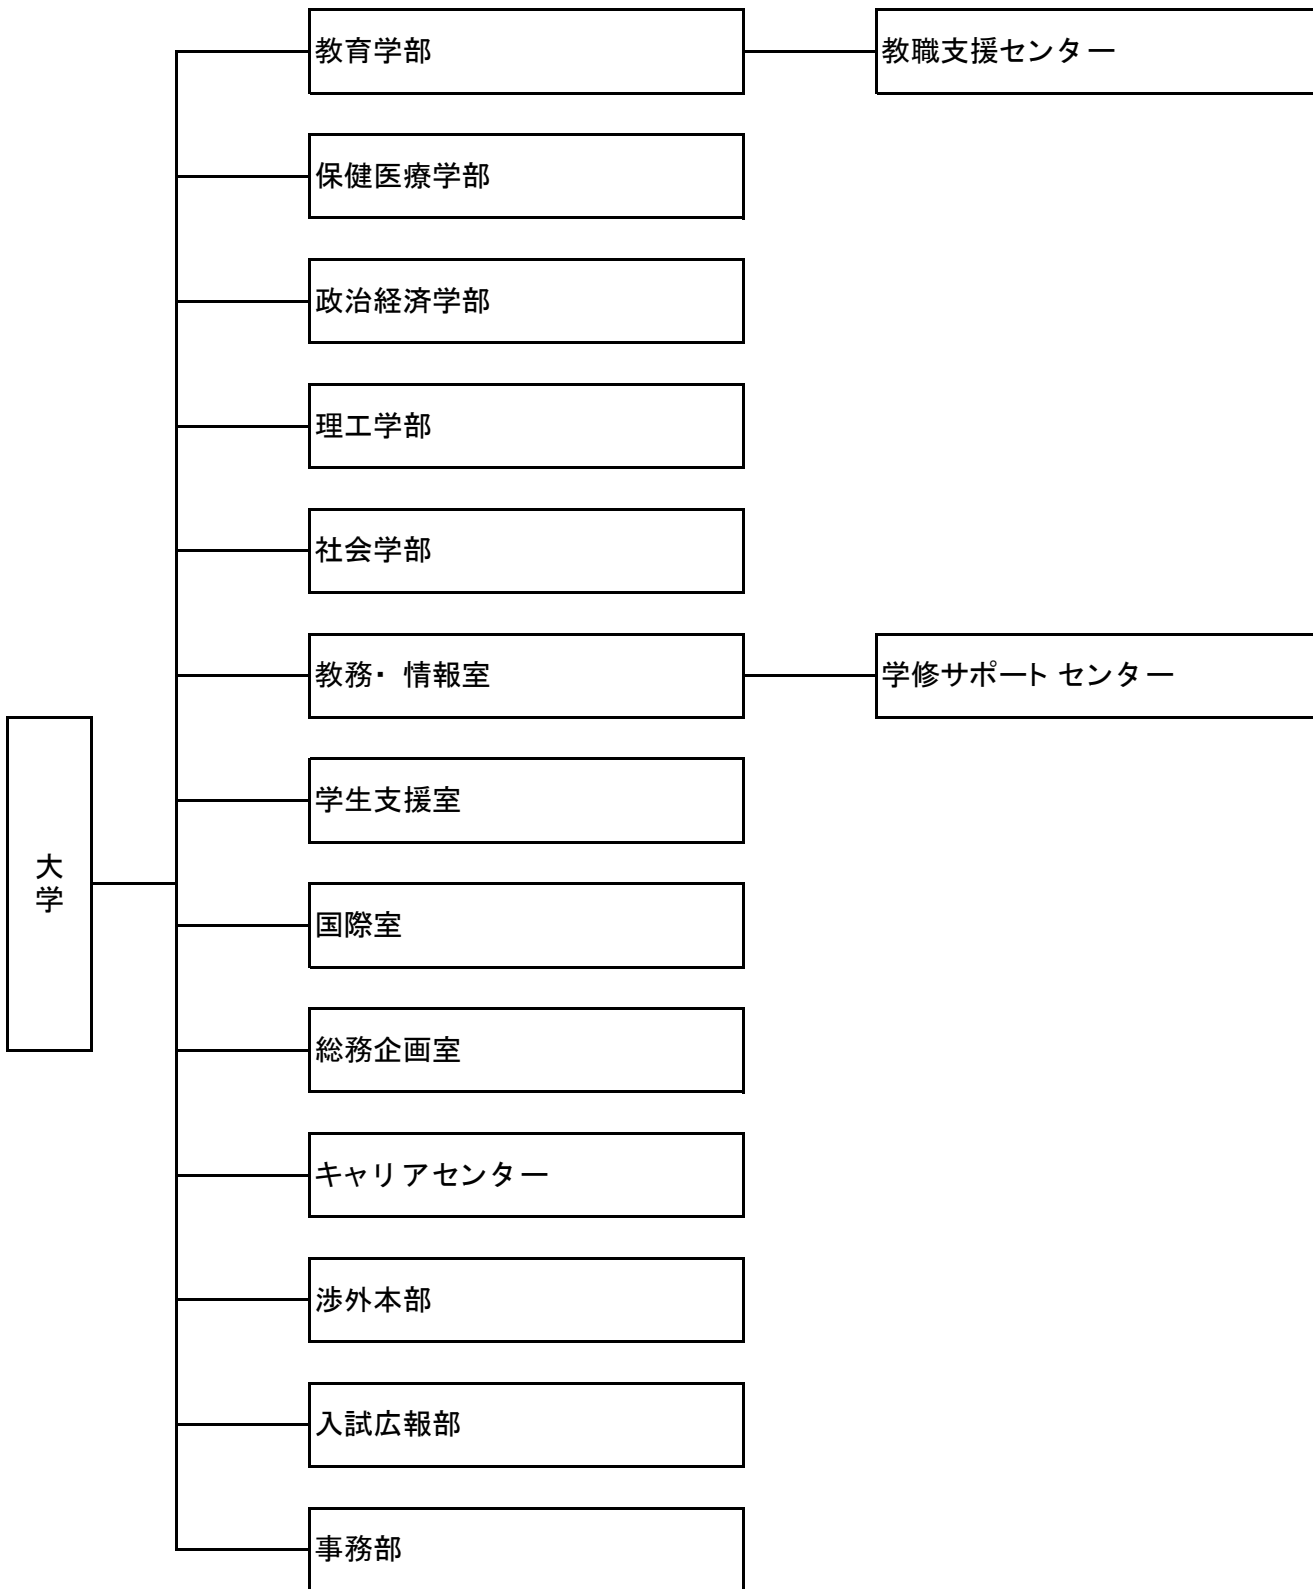 教育学部
教職支援センター
保健医療学部
政治経済学部
理工学部
社会学部
教務・情報室
学修サポートセンター
学生支援室
大学
国際室
総務企画室
キャリアセンター
渉外本部
入試広報部
事務部